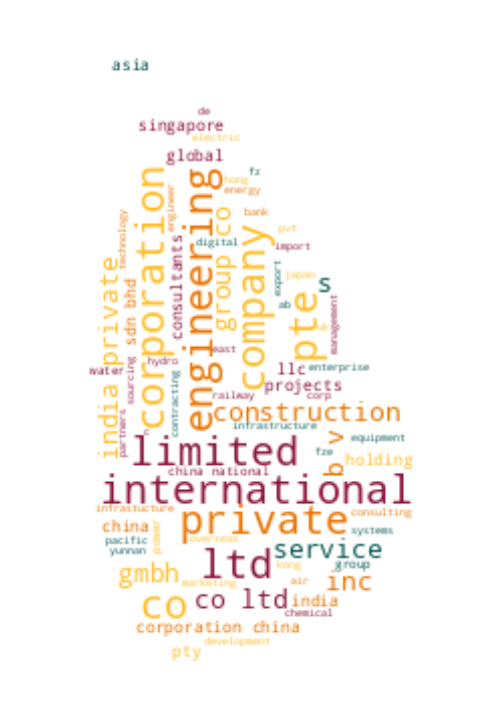 asia
de
singapore
electric
global
fz
hong
energy
engineer
corporation
engineering
group co
bank
technology
company
pvt
consultants
digital
import
india private
export
japan
sdn bhd
s
pte
ab
management
east
hydro
water
sourcing
llc
enterprise
contracting
projects
railway
corp
partners
c
construction
infrastructure
b v
equipment
limited
fze
holding
china national
international
infrastucture
consulting
private
china
power
systems
overseas
pacific
yunnan
service
ltd
kong
group
gmbh
marketing
air
inc
co
co ltd
india
chemical
corporation china
development
pty